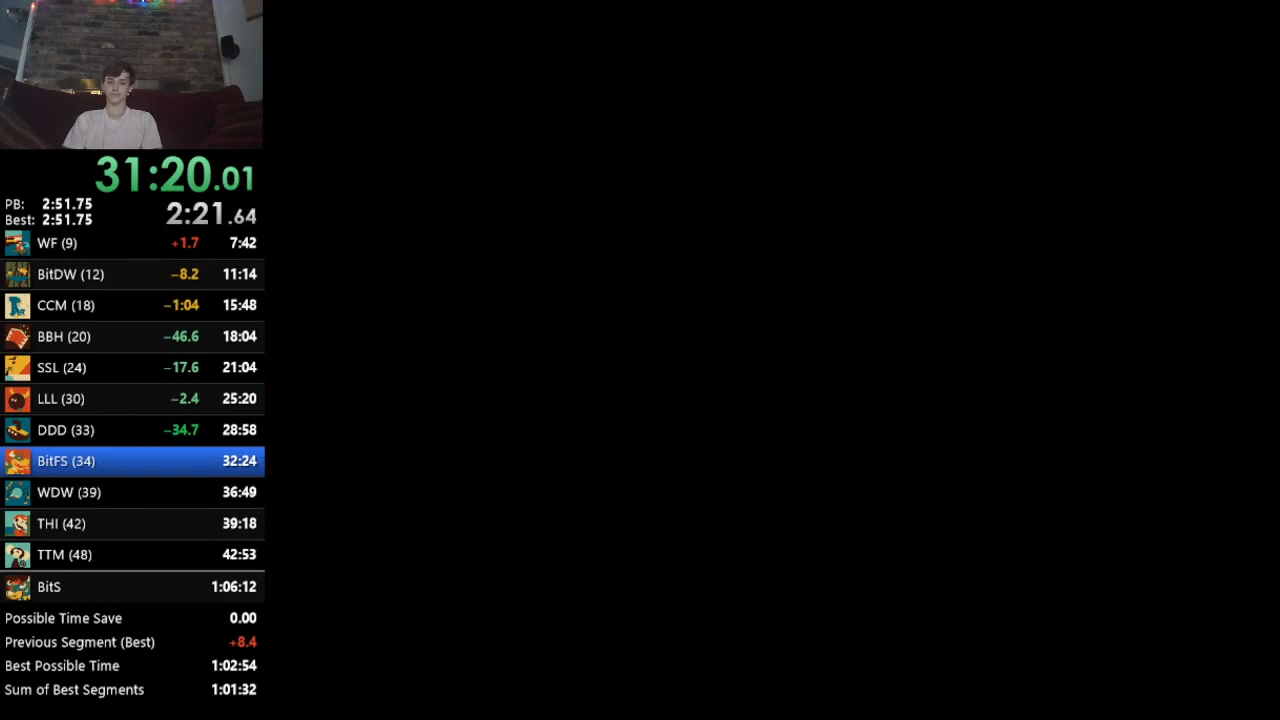 31:20.01
PB: 2:51.75
Best: 2:51.75
2:21.64
WF (9) +1.7 7:42
BitDW (12) −8.2 11:14
CCM (18) −1:04 15:48
BBH (20) −46.6 18:04
SSL (24) −17.6 21:04
LLL (30) −2.4 25:20
DDD (33) −34.7 28:58
BitFS (34) 32:24
WDW (39) 36:49
THI (42) 39:18
TTM (48) 42:53
BitS 1:06:12
Possible Time Save 0.00
Previous Segment (Best) +8.4
Best Possible Time 1:02:54
Sum of Best Segments 1:01:32